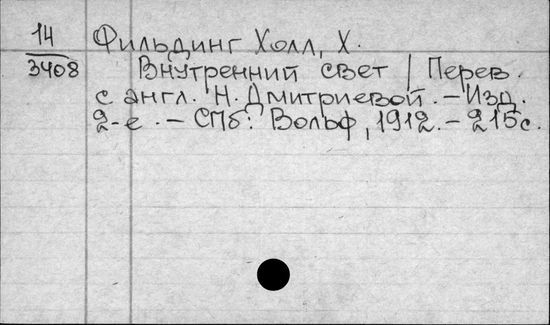 14 Фильдинг Холл, Х.
3408 Внутренний свет / Перев.
с англ. Н. Дмитриевой. – Изд.
2-е. – СПб: Вольф, 1912. – 215с.